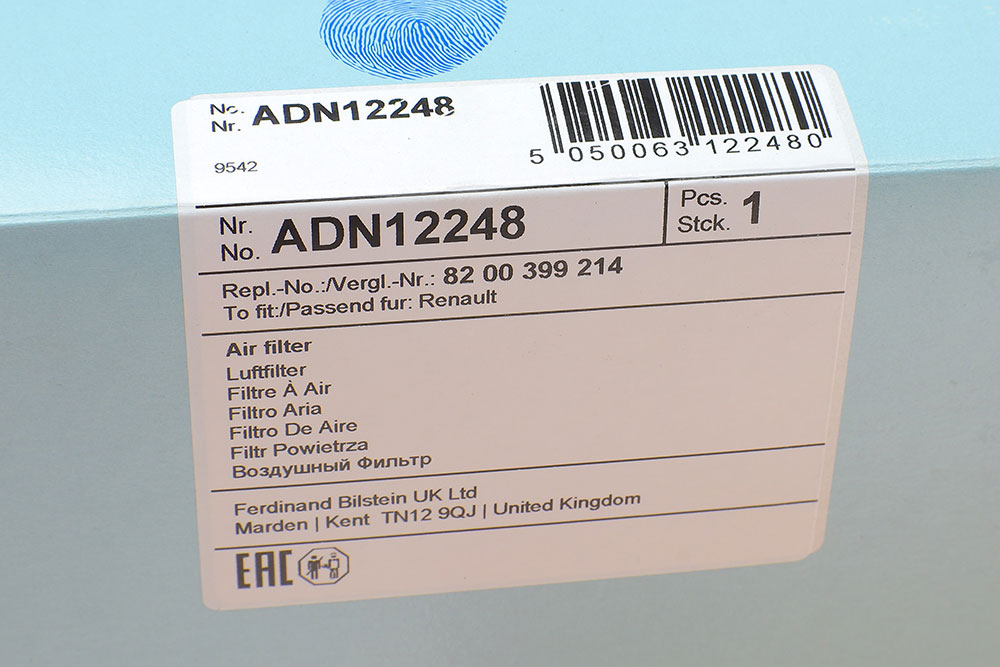 No.
Nr. ADN12248
9542
5 050063 122480
Nr.
No. ADN12248
Pcs.
Stck. 1
Repl.-No.:/Vergl.-Nr.: 82 00 399 214
To fit:/Passend fur: Renault
Air filter
Luftfilter
Filtre À Air
Filtro Aria
Filtro De Aire
Filtr Powietrza
Воздушный Фильтр
Ferdinand Bilstein UK Ltd
Marden | Kent TN12 9QJ | United Kingdom
EAC